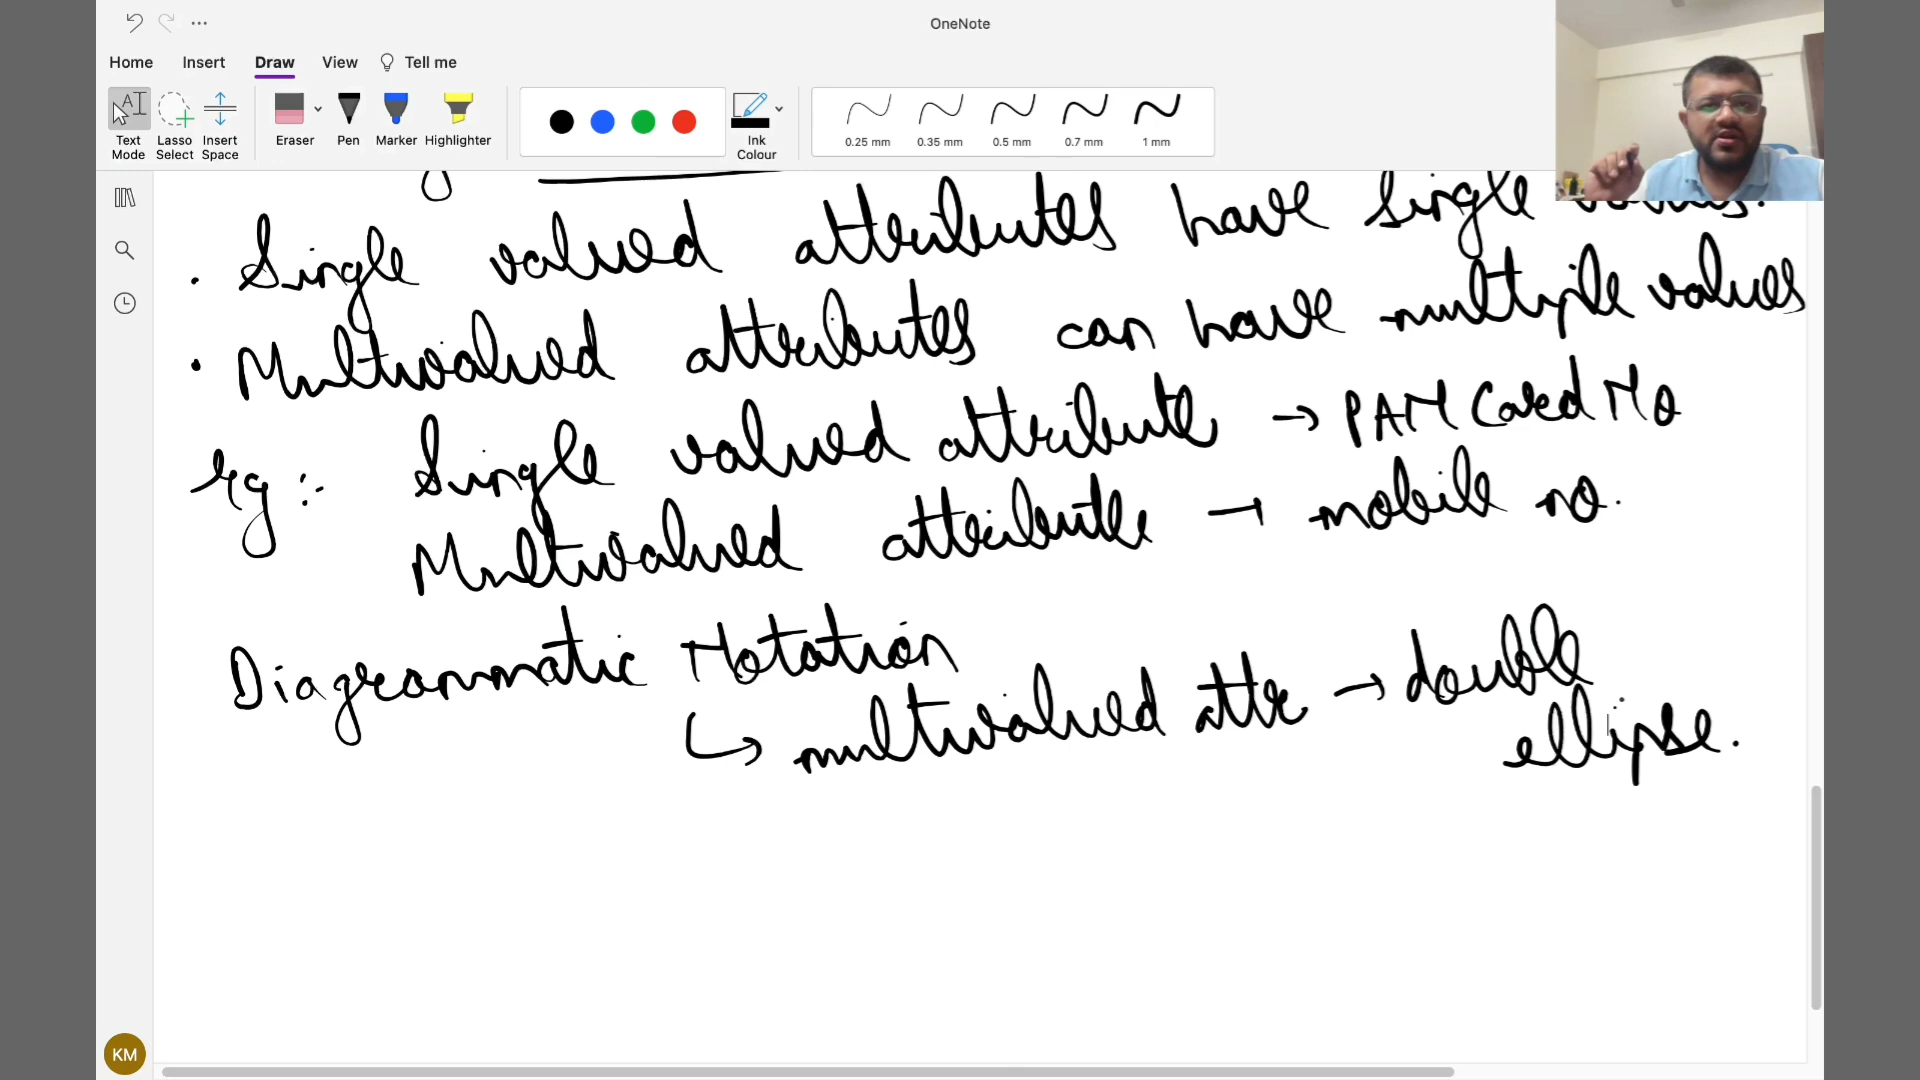 OneNote
Home Insert Draw View Tell me
Text Mode
Lasso Select
Insert Space
Eraser
Pen
Marker
Highlighter
Ink Colour
0.25 mm
0.35 mm
0.5 mm
0.7 mm
1 mm
. Single valued attributes have single values.
. Multivalued attributes can have multiple values
eg :- Single valued attribute → PAN Card No
Multivalued attribute → mobile no.
Diagrammatic Notation
↳ multivalued attr → double
ellipse.
KM